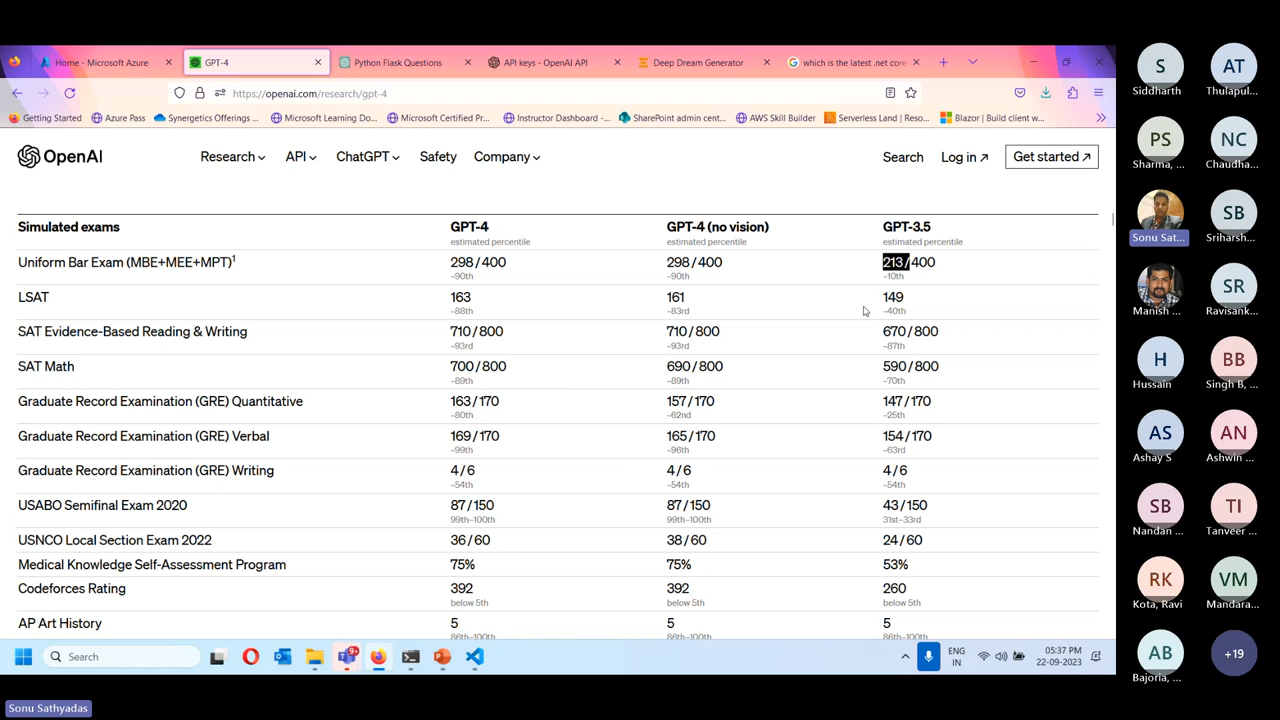 Home - Microsoft Azure
GPT-4
Python Flask Questions
API keys - OpenAI API
Deep Dream Generator
which is the latest .net core
https://openai.com/research/gpt-4
Getting Started
Azure Pass
Synergetics Offerings ...
Microsoft Learning Do...
Microsoft Certified Pr...
Instructor Dashboard -...
SharePoint admin cent...
AWS Skill Builder
Serverless Land | Reso...
Blazor | Build client w...
OpenAI
Research
API
ChatGPT
Safety
Company
Search
Log in ↗
Get started ↗
Simulated exams GPT-4 GPT-4 (no vision) GPT-3.5
estimated percentile estimated percentile estimated percentile
Uniform Bar Exam (MBE+MEE+MPT)1 298 / 400 298 / 400 213 / 400
~90th ~90th ~10th
LSAT 163 161 149
~88th ~83rd ~40th
SAT Evidence-Based Reading & Writing 710 / 800 710 / 800 670 / 800
~93rd ~93rd ~87th
SAT Math 700 / 800 690 / 800 590 / 800
~89th ~89th ~70th
Graduate Record Examination (GRE) Quantitative 163 / 170 157 / 170 147 / 170
~80th ~62nd ~25th
Graduate Record Examination (GRE) Verbal 169 / 170 165 / 170 154 / 170
~99th ~96th ~63rd
Graduate Record Examination (GRE) Writing 4 / 6 4 / 6 4 / 6
~54th ~54th ~54th
USABO Semifinal Exam 2020 87 / 150 87 / 150 43 / 150
99th–100th 99th–100th 31st–33rd
USNCO Local Section Exam 2022 36 / 60 38 / 60 24 / 60
Medical Knowledge Self-Assessment Program 75% 75% 53%
Codeforces Rating 392 392 260
below 5th below 5th below 5th
AP Art History 5 5 5
86th–100th 86th–100th 86th–100th
Search
9+
ENG
IN
05:37 PM
22-09-2023
S
Siddharth
AT
Thulapul...
PS
Sharma, ...
NC
Chaudha...
Sonu Sat...
SB
Sriharsh...
Manish ...
SR
Ravisank...
H
Hussain
BB
Singh B, ...
AS
Ashay S
AN
Ashwin ...
SB
Nandan ...
TI
Tanveer ...
RK
Kota, Ravi
VM
Mandara...
AB
Bajoria, ...
+19
Sonu Sathyadas